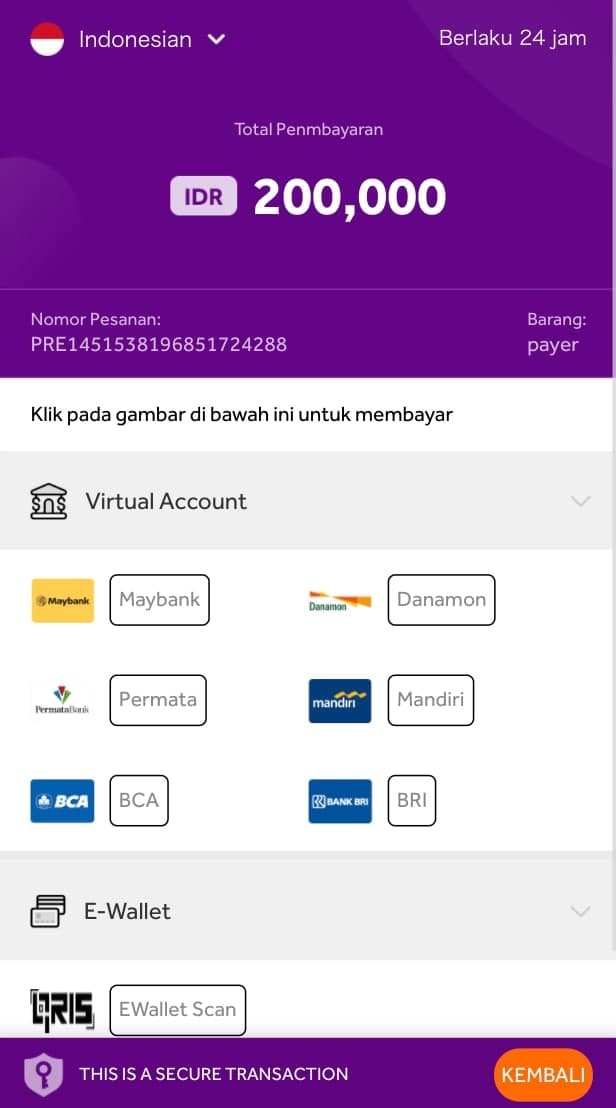 Indonesian
Berlaku 24 jam
Total Penmbayaran
IDR 200,000
Nomor Pesanan:
Barang:
PRE1451538196851724288
payer
Klik pada gambar di bawah ini untuk membayar
Virtual Account
Maybank Maybank
Danamon Danamon
PermataBank Permata
mandiri Mandiri
BCA BCA
BANK BRI BRI
E-Wallet
QRIS EWallet Scan
THIS IS A SECURE TRANSACTION
KEMBALI